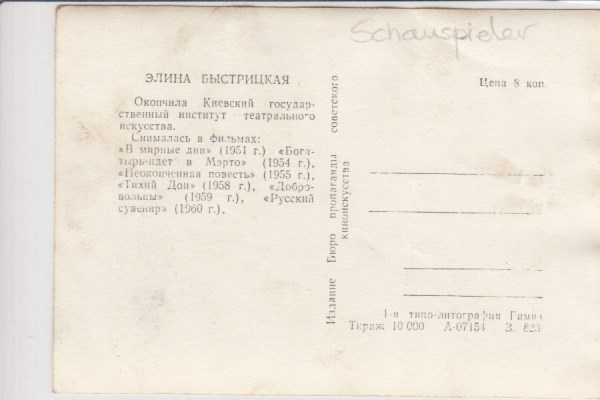 Schauspieler
ЭЛИНА БЫСТРИЦКАЯ
Окончила Киевский государ-
ственный институт театрального
искусства.
Снималась в фильмах:
«В мирные дни» (1951 г.) «Бога-
тырь идет в Марто» (1954 г.),
«Неоконченная повесть» (1955 г.),
«Тихий Дон» (1958 г.), «Добро-
вольцы» (1959 г.), «Русский
сувенир» (1960 г.).
Издание Бюро пропаганды советского
киноискусства
Цена 8 коп.
1-я типо-литография Гимиз
Тираж 10 000 А-07154 З. 823